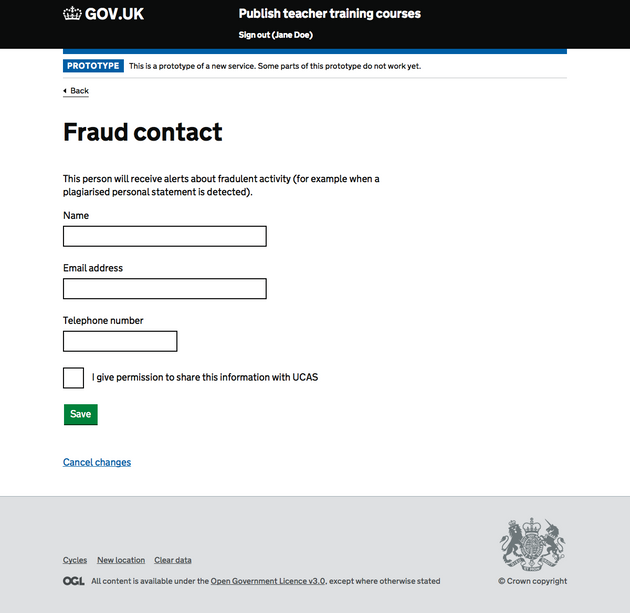 GOV.UK
Publish teacher training courses
Sign out (Jane Doe)
PROTOTYPE This is a prototype of a new service. Some parts of this prototype do not work yet.
Back
Fraud contact
This person will receive alerts about fradulent activity (for example when a
plagiarised personal statement is detected).
Name
Email address
Telephone number
I give permission to share this information with UCAS
Save
Cancel changes
Cycles New location Clear data
OGL All content is available under the Open Government Licence v3.0, except where otherwise stated
© Crown copyright